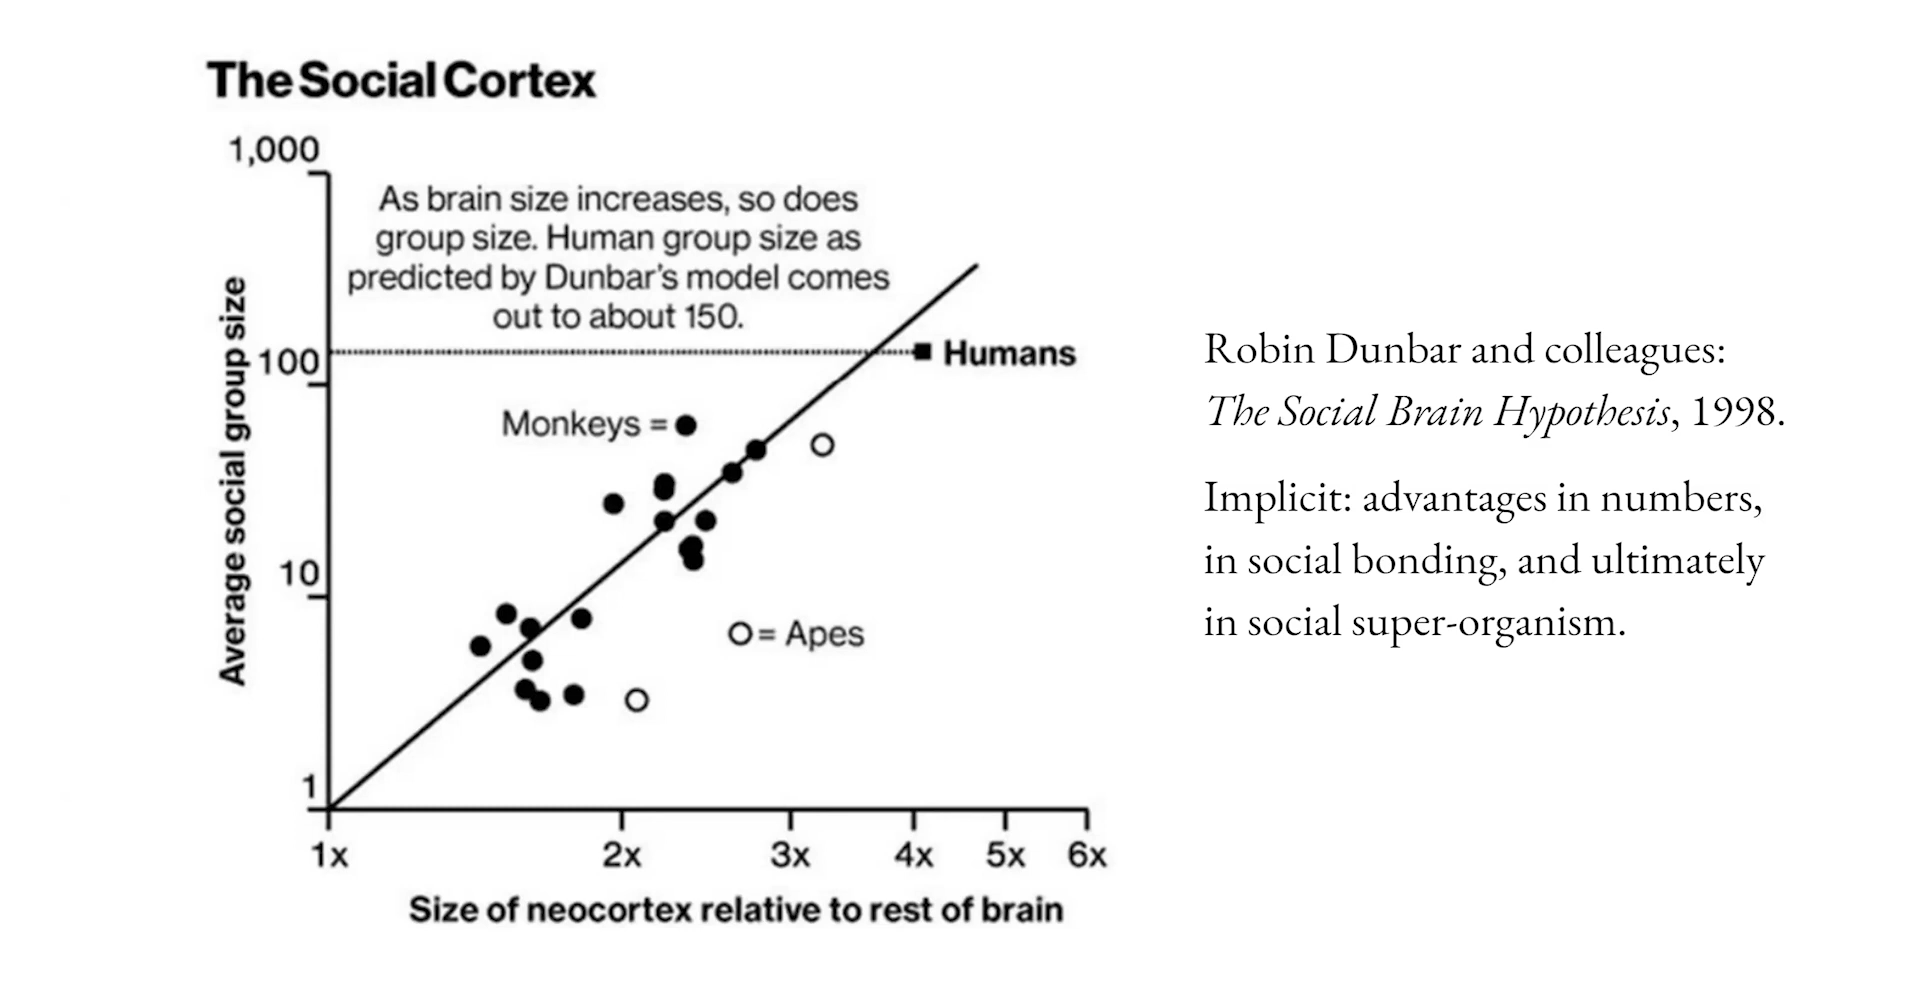 The Social Cortex
1,000
As brain size increases, so does
group size. Human group size as
predicted by Dunbar's model comes
out to about 150.
100
Humans
Monkeys =
10
= Apes
1
Average social group size
1x 2x 3x 4x 5x 6x
Size of neocortex relative to rest of brain
Robin Dunbar and colleagues:
The Social Brain Hypothesis, 1998.
Implicit: advantages in numbers,
in social bonding, and ultimately
in social super-organism.